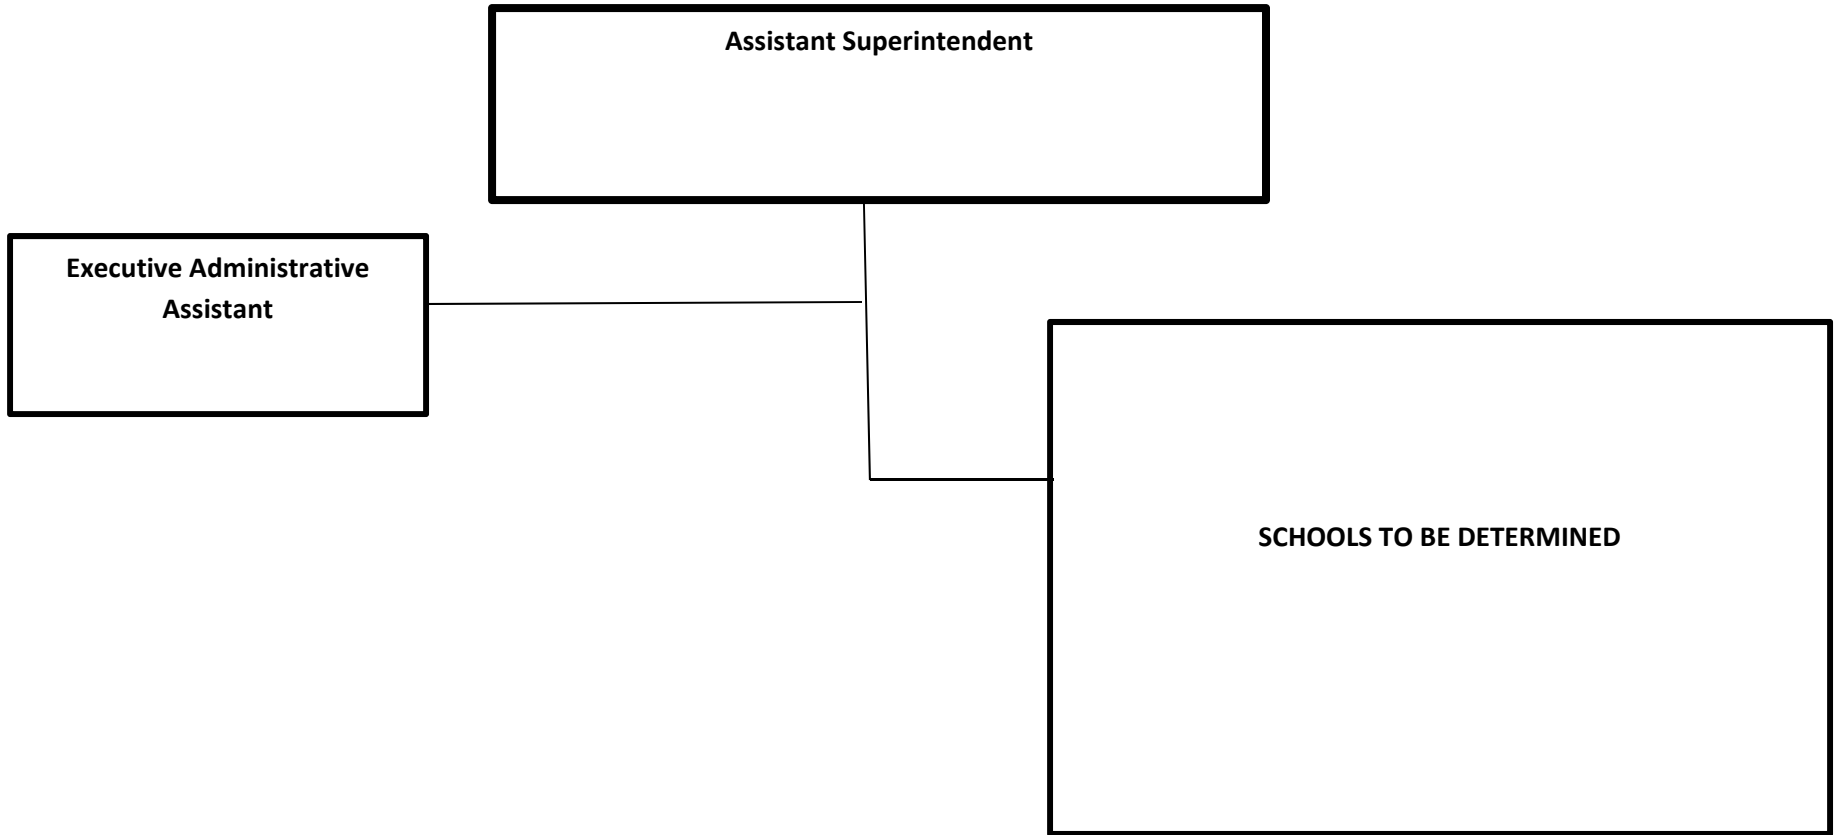 Assistant Superintendent
Executive Administrative
Assistant
SCHOOLS TO BE DETERMINED